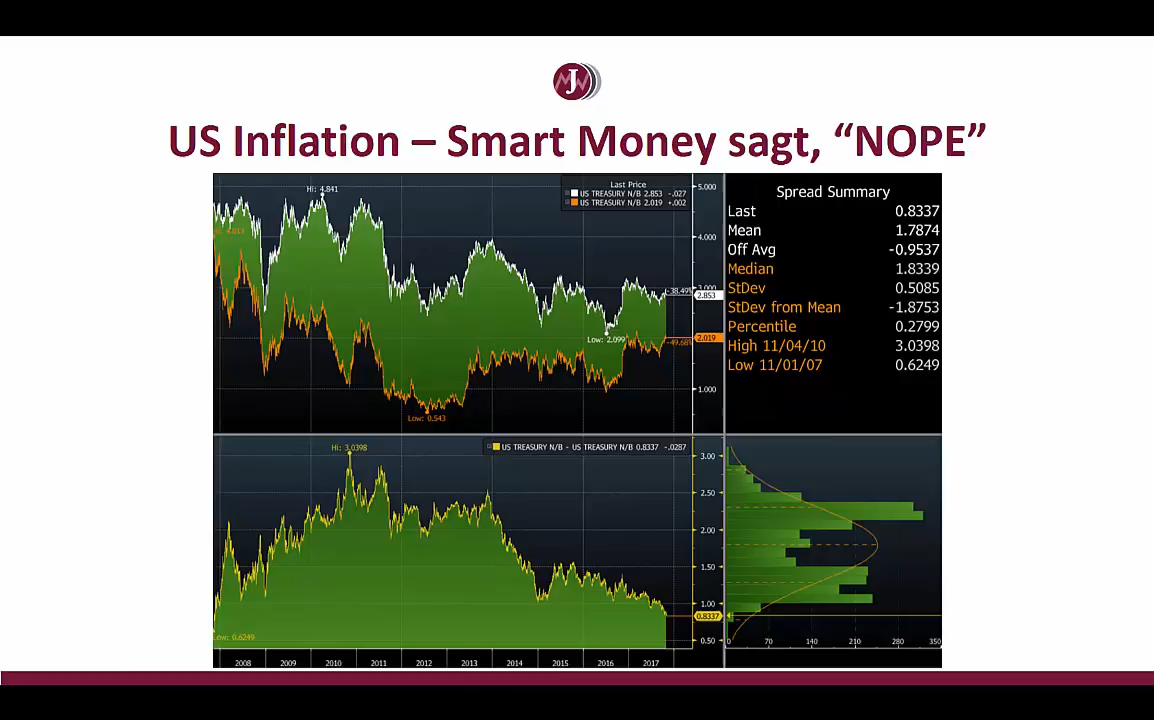 J
US Inflation – Smart Money sagt, “NOPE”
Hi: 4.841
Last Price
US TREASURY N/B 2.853 -.027
US TREASURY N/B 2.019 +.002
5.000
4.000
3.000
-38.49%
2.853
Low: 2.099
2.019
-49.68%
1.000
Low: 0.543
Spread Summary
Last 0.8337
Mean 1.7874
Off Avg -0.9537
Median 1.8339
StDev 0.5085
StDev from Mean -1.8753
Percentile 0.2799
High 11/04/10 3.0398
Low 11/01/07 0.6249
Hi: 3.0398
US TREASURY N/B - US TREASURY N/B 0.8337 -.0287
3.00
2.50
2.00
1.50
1.00
0.8337
0.50
Low: 0.6249
2008 2009 2010 2011 2012 2013 2014 2015 2016 2017
0 70 140 210 280 350